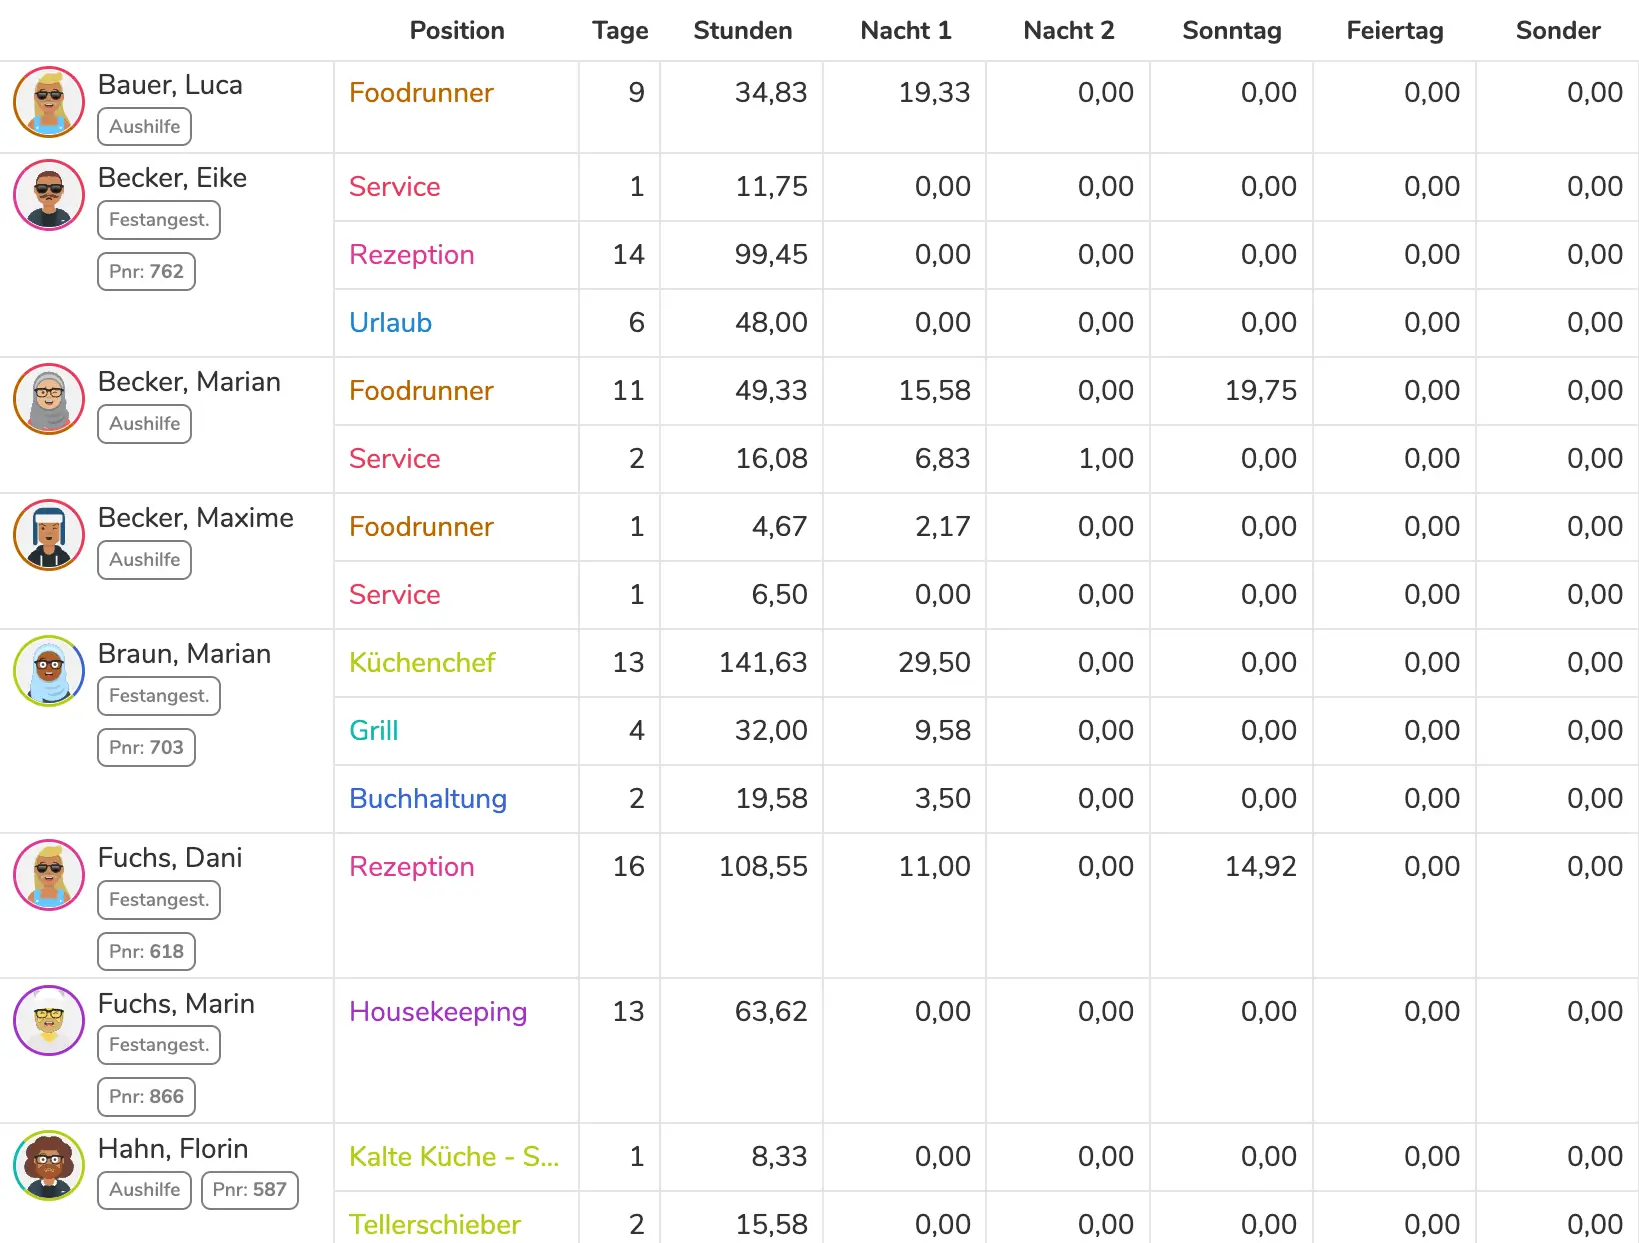 Position Tage Stunden Nacht 1 Nacht 2 Sonntag Feiertag Sonder
Bauer, Luca Foodrunner 9 34,83 19,33 0,00 0,00 0,00 0,00
Aushilfe
Becker, Eike Service 1 11,75 0,00 0,00 0,00 0,00 0,00
Festangest.
Rezeption 14 99,45 0,00 0,00 0,00 0,00 0,00
Pnr: 762
Urlaub 6 48,00 0,00 0,00 0,00 0,00 0,00
Becker, Marian Foodrunner 11 49,33 15,58 0,00 19,75 0,00 0,00
Aushilfe
Service 2 16,08 6,83 1,00 0,00 0,00 0,00
Becker, Maxime Foodrunner 1 4,67 2,17 0,00 0,00 0,00 0,00
Aushilfe
Service 1 6,50 0,00 0,00 0,00 0,00 0,00
Braun, Marian Küchenchef 13 141,63 29,50 0,00 0,00 0,00 0,00
Festangest.
Grill 4 32,00 9,58 0,00 0,00 0,00 0,00
Pnr: 703
Buchhaltung 2 19,58 3,50 0,00 0,00 0,00 0,00
Fuchs, Dani Rezeption 16 108,55 11,00 0,00 14,92 0,00 0,00
Festangest.
Pnr: 618
Fuchs, Marin Housekeeping 13 63,62 0,00 0,00 0,00 0,00 0,00
Festangest.
Pnr: 866
Hahn, Florin Kalte Küche - S... 1 8,33 0,00 0,00 0,00 0,00 0,00
Aushilfe Pnr: 587
Tellerschieber 2 15,58 0,00 0,00 0,00 0,00 0,00